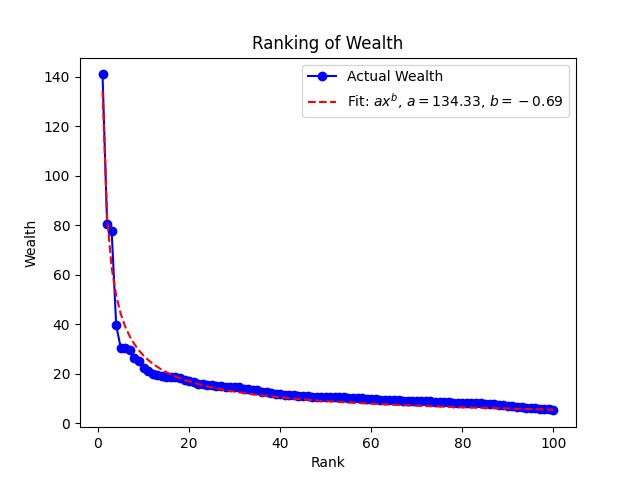 Ranking of Wealth
Actual Wealth
Fit: $ax^b$, $a = 134.33$, $b = -0.69$
140
120
100
80
60
40
20
0
Wealth
0 20 40 60 80 100
Rank